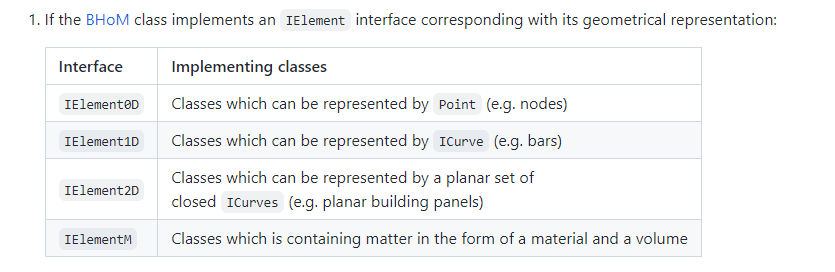 1. If the BHoM class implements an IElement interface corresponding with its geometrical representation:
Interface Implementing classes
IElement0D Classes which can be represented by Point (e.g. nodes)
IElement1D Classes which can be represented by ICurve (e.g. bars)
IElement2D Classes which can be represented by a planar set of
closed ICurves (e.g. planar building panels)
IElementM Classes which is containing matter in the form of a material and a volume